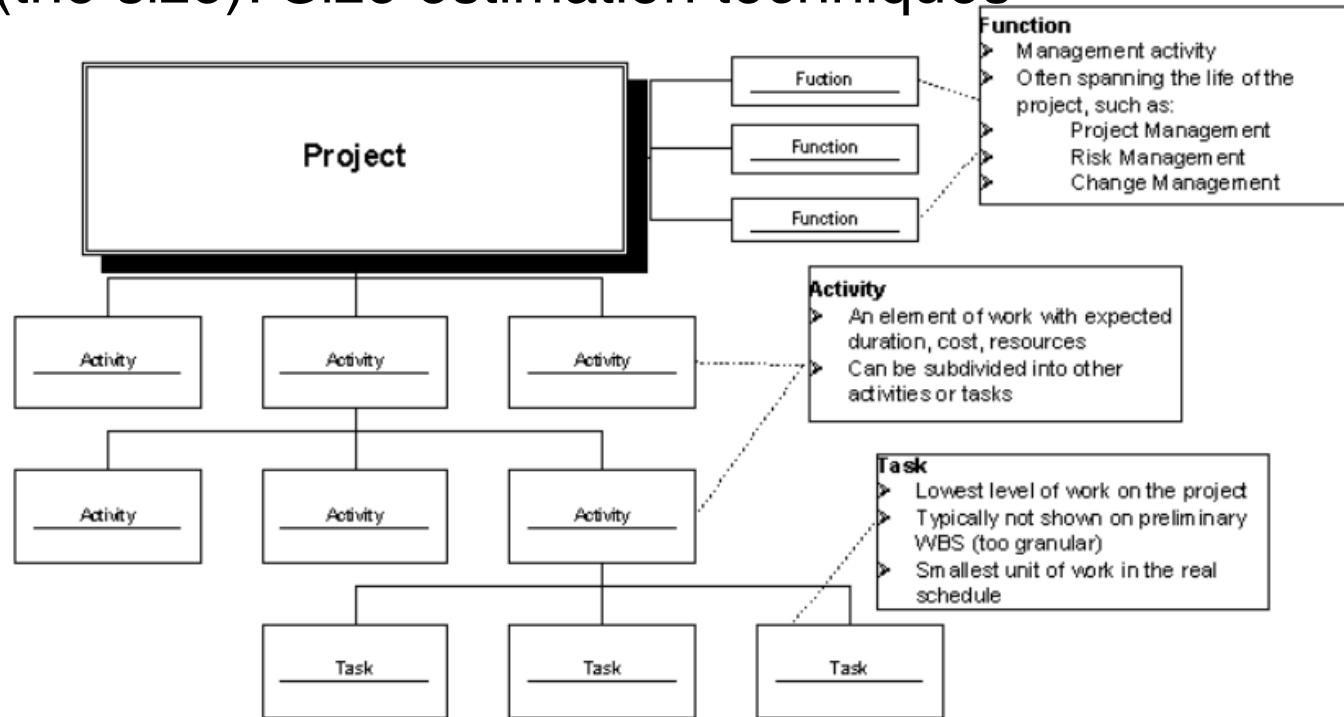 (the size): Size estimation techniques
Function
Management activity
Often spanning the life of the
project, such as:
Project Management
Risk Management
Change Management
Project
Fuction
Function
Function
Activity
An element of work with expected
duration, cost, resources
Can be subdivided into other
activities or tasks
Activity
Activity
Activity
Task
Lowest level of work on the project
Typically not shown on preliminary
WBS (too granular)
Smallest unit of work in the real
schedule
Activity
Activity
Activity
Task
Task
Task